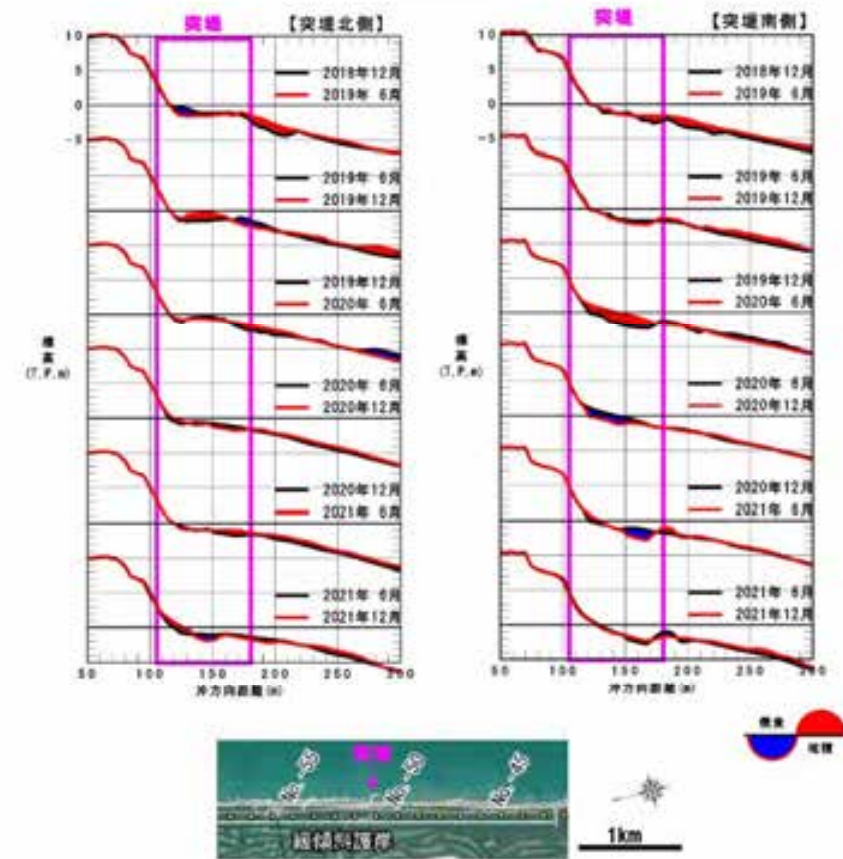 突堤
【突堤北側】
10
5
0
-5
2018年12月
2019年 6月
2019年 6月
2019年12月
2019年12月
2020年 6月
2020年 6月
2020年12月
2020年12月
2021年 6月
2021年 6月
2021年12月
標高
(T.P.m)
50
100
150
200
250
300
沖方向距離(m)
突堤
【突堤南側】
10
5
0
-5
2018年12月
2019年 6月
2019年 6月
2019年12月
2019年12月
2020年 6月
2020年 6月
2020年12月
2020年12月
2021年 6月
2021年 6月
2021年12月
標高
(T.P.m)
50
100
150
200
250
沖方向距離(m)
堆積
突堤
No.-55
No.-50
No.-45
緩傾斜護岸
1km